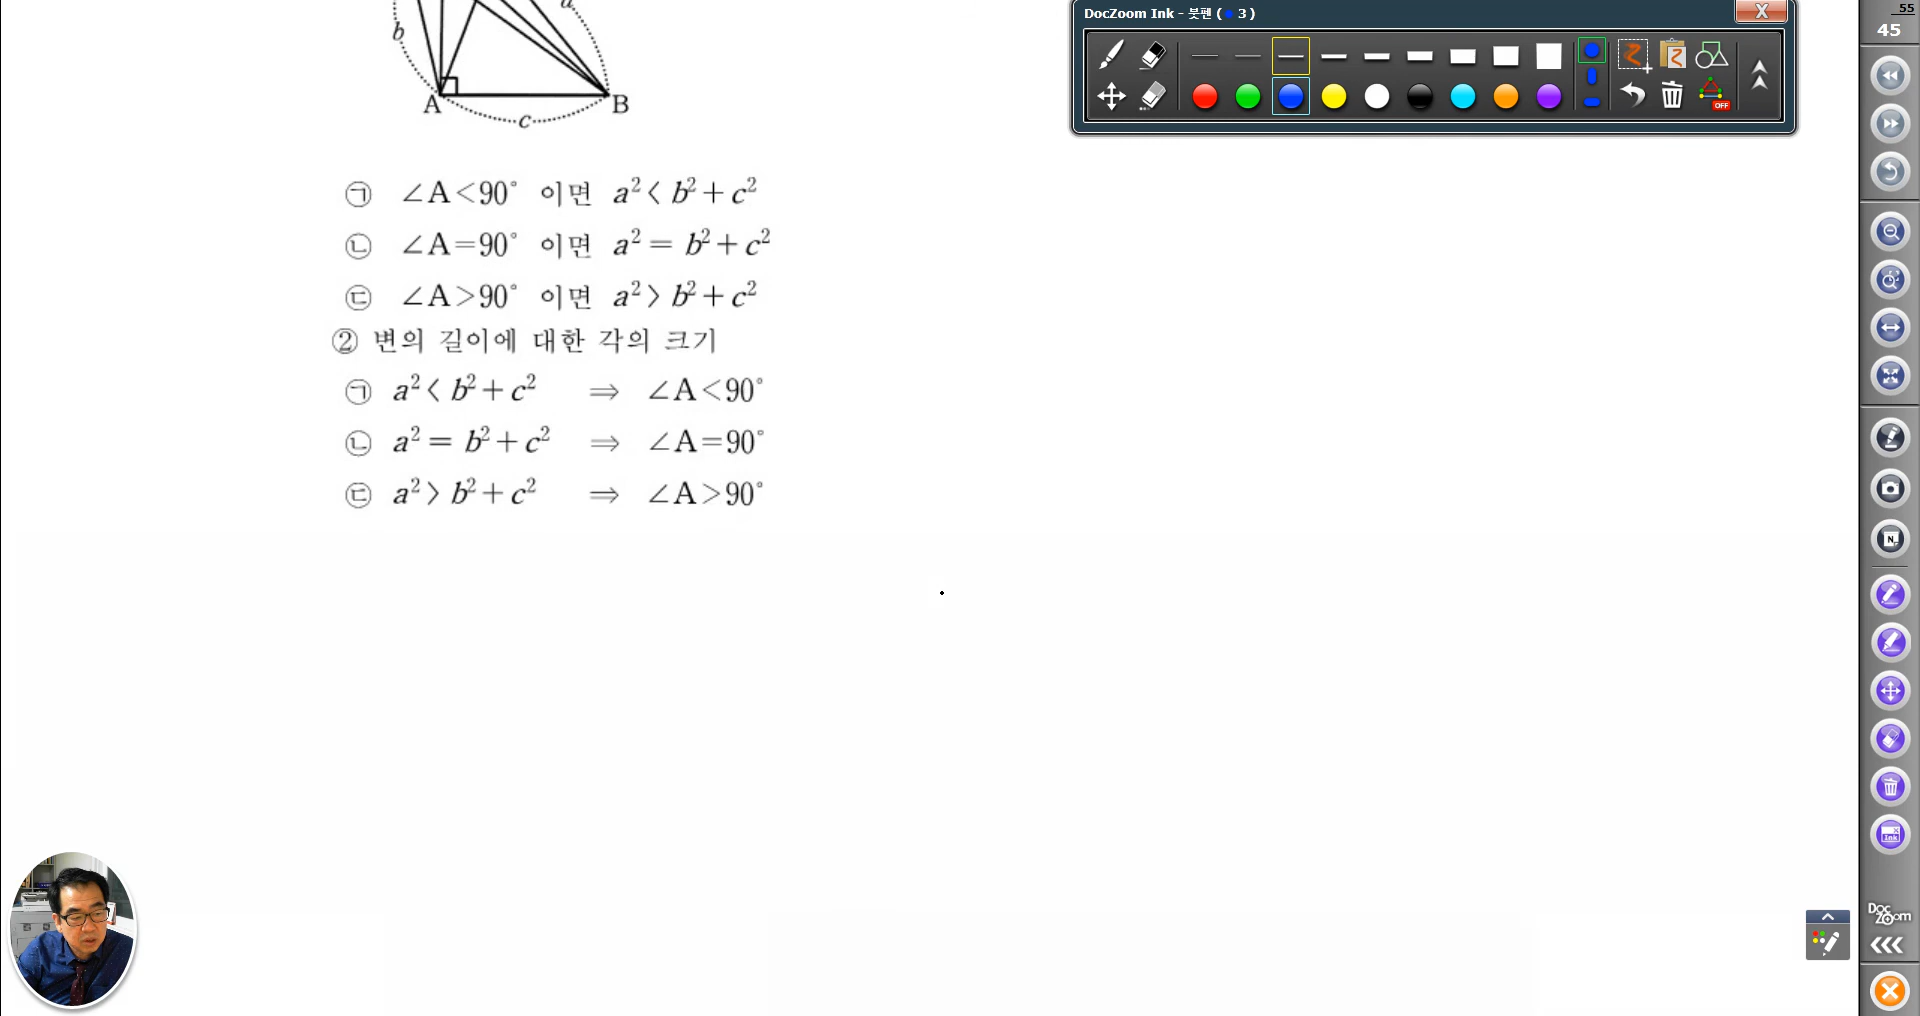 DocZoom Ink - 붓펜 ( 3 )
X
55
45
a
b
A
B
c
㉠ ∠A<90° 이면 a²< b²+c²
㉡ ∠A=90° 이면 a²= b²+c²
㉢ ∠A>90° 이면 a²> b²+c²
② 변의 길이에 대한 각의 크기
㉠ a²< b²+c² ⇒ ∠A<90°
㉡ a²= b²+c² ⇒ ∠A=90°
㉢ a²> b²+c² ⇒ ∠A>90°
OFF
N
Ink
DocZoom